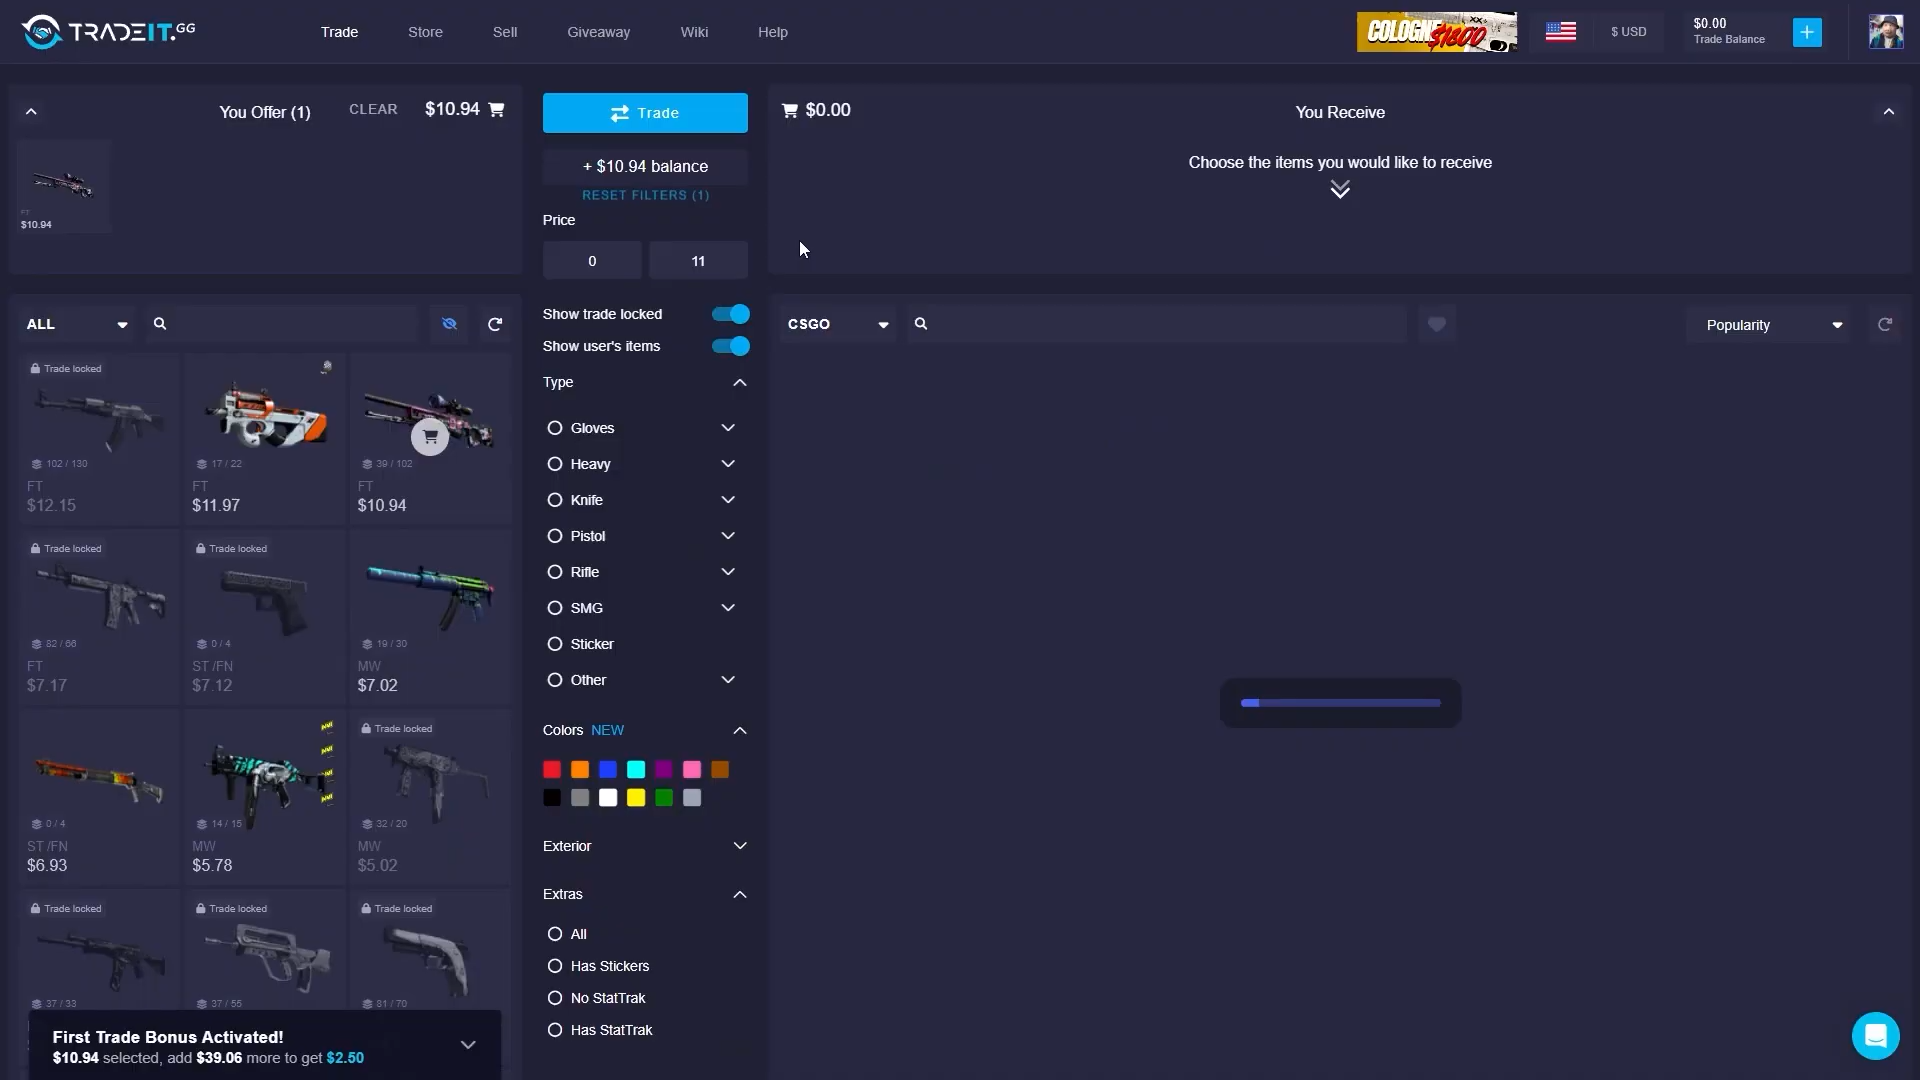 TRADEIT.GG
Trade
Store
Sell
Giveaway
Wiki
Help
COLOGNE $1600
$ USD
$0.00
Trade Balance
You Offer (1)
CLEAR
$10.94
FT
$10.94
Trade
+ $10.94 balance
RESET FILTERS (1)
Price
0
11
$0.00
You Receive
Choose the items you would like to receive
ALL
Show trade locked
Show user's items
Type
Gloves
Heavy
Knife
Pistol
Rifle
SMG
Sticker
Other
Colors NEW
Exterior
Extras
All
Has Stickers
No StatTrak
Has StatTrak
CSGO
Popularity
Trade locked
102 / 130
FT
$12.15
17 / 22
FT
$11.97
39 / 102
FT
$10.94
Trade locked
82 / 66
FT
$7.17
Trade locked
0 / 4
ST /FN
$7.12
19 / 30
MW
$7.02
0 / 4
ST /FN
$6.93
14 / 15
MW
$5.78
Trade locked
32 / 20
MW
$5.02
Trade locked
37 / 33
Trade locked
37 / 55
Trade locked
81 / 70
First Trade Bonus Activated!
$10.94 selected, add $39.06 more to get $2.50